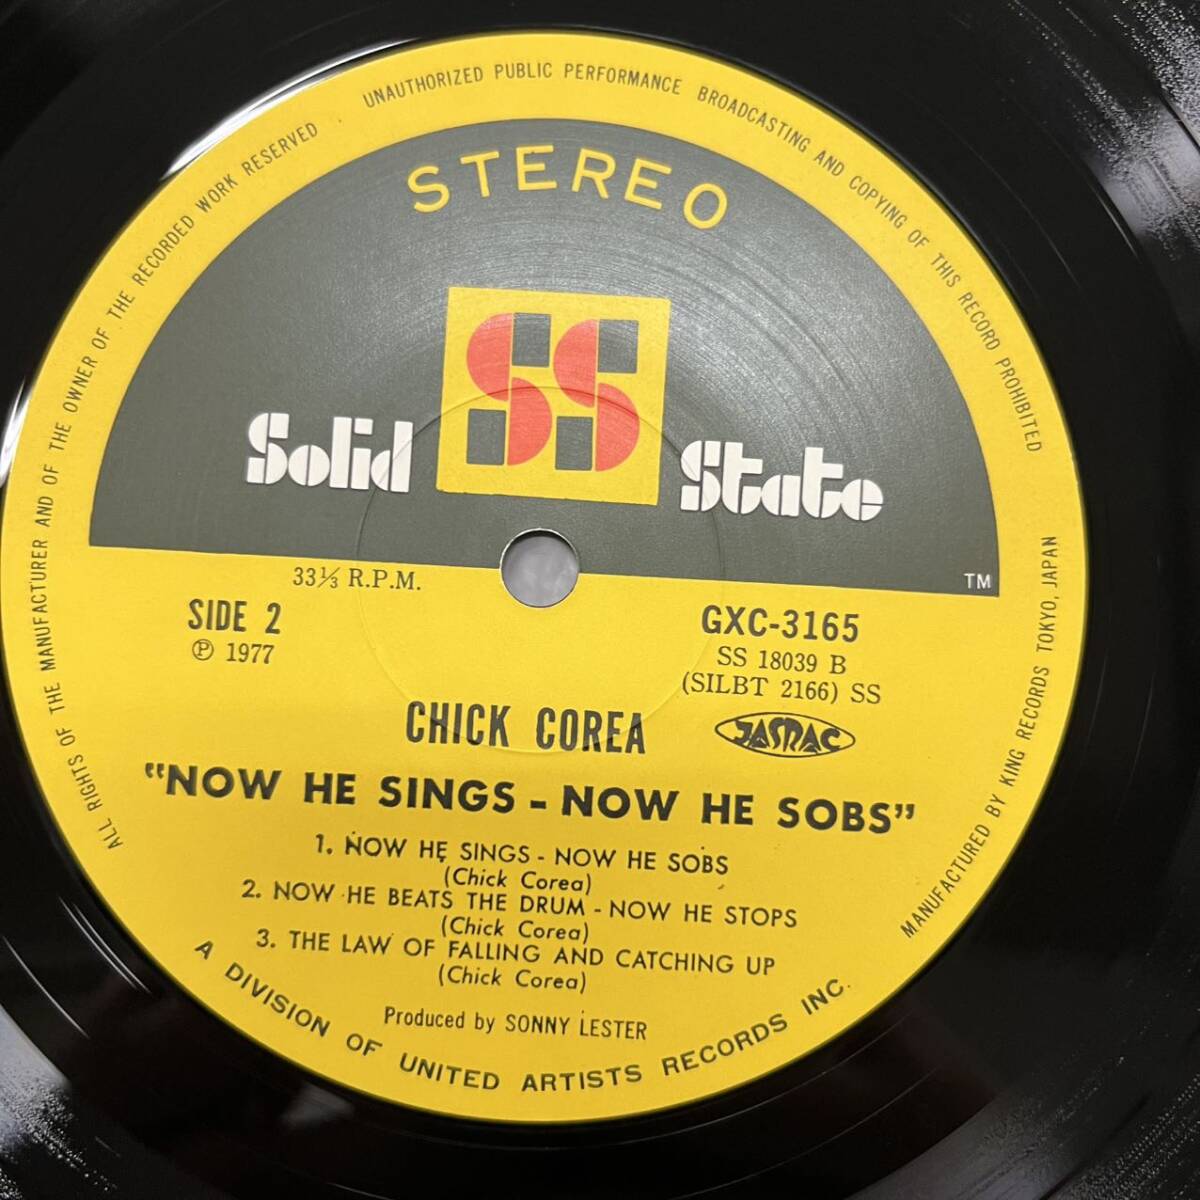 ALL RIGHTS OF THE MANUFACTURER AND OF THE OWNER OF THE RECORDED WORK RESERVED
UNAUTHORIZED PUBLIC PERFORMANCE BROADCASTING AND COPYING OF THIS RECORD PROHIBITED
STEREO
SS
Solid State
TM
33⅓ R.P.M.
SIDE 2
℗ 1977
GXC-3165
SS 18039 B
(SILBT 2166) SS
CHICK COREA
JASRAC
"NOW HE SINGS - NOW HE SOBS"
1. NOW HE SINGS - NOW HE SOBS
(Chick Corea)
2. NOW HE BEATS THE DRUM - NOW HE STOPS
(Chick Corea)
3. THE LAW OF FALLING AND CATCHING UP
(Chick Corea)
Produced by SONNY LESTER
A DIVISION OF UNITED ARTISTS RECORDS INC.
MANUFACTURED BY KING RECORDS TOKYO, JAPAN